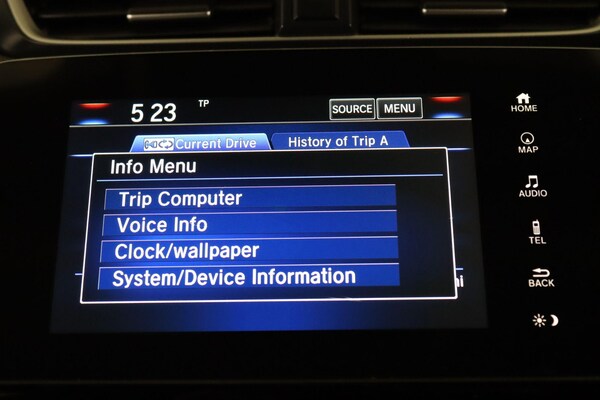 5 23 TP SOURCE MENU
Current Drive History of Trip A
Info Menu
Trip Computer
Voice Info
Clock/wallpaper
System/Device Information
HOME
MAP
AUDIO
TEL
BACK